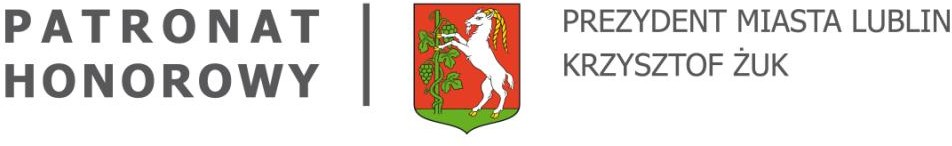 PATRONAT
HONOROWY
PREZYDENT MIASTA LUBLIN
KRZYSZTOF ŻUK